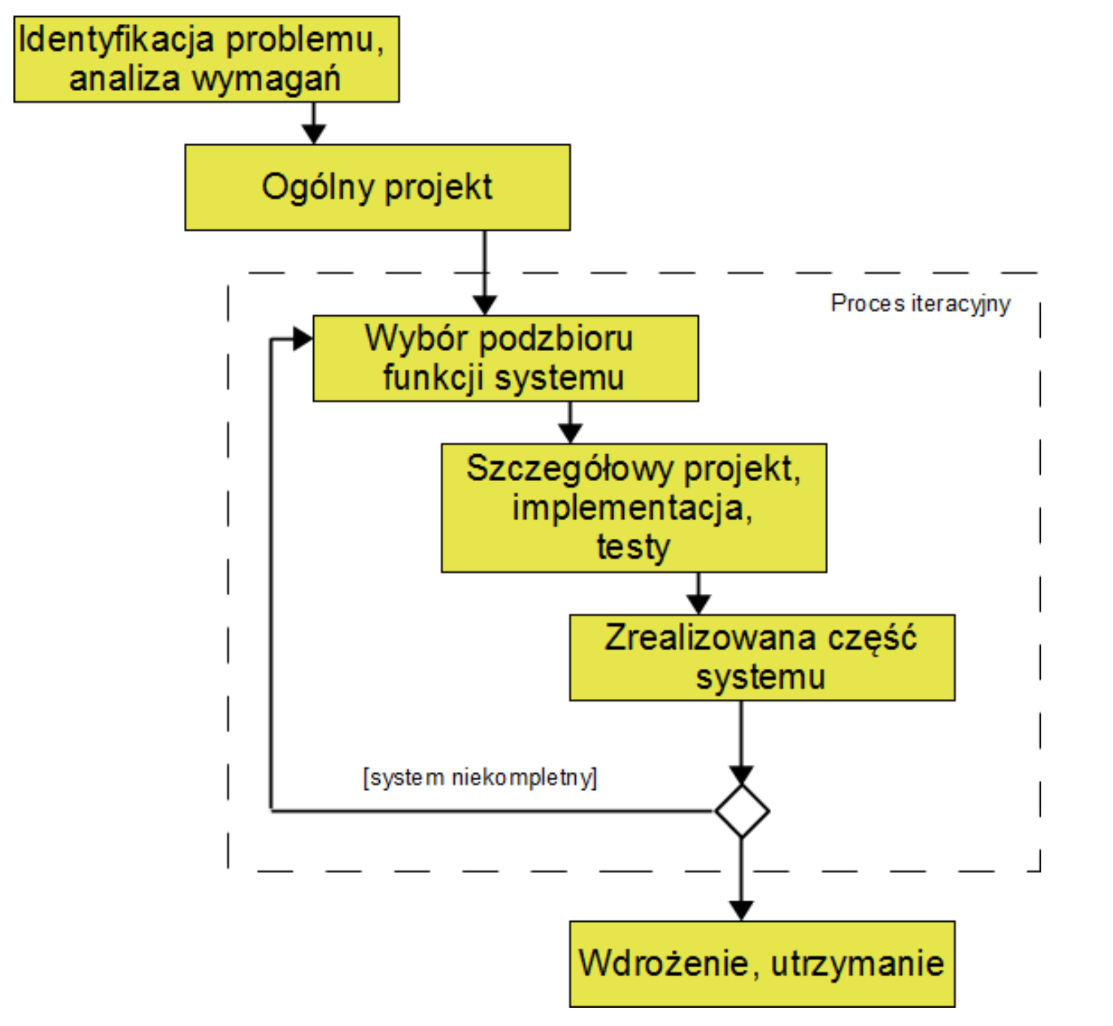 Identyfikacja problemu,
analiza wymagań
Ogólny projekt
Proces iteracyjny
Wybór podzbioru
funkcji systemu
Szczegółowy projekt,
implementacja,
testy
Zrealizowana część
systemu
[system niekompletny]
Wdrożenie, utrzymanie